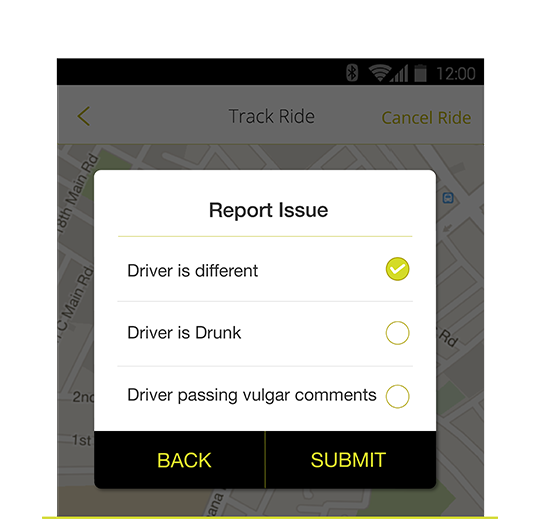 12:00
Track Ride
Cancel Ride
18th Main Rd
Report Issue
Driver is different
C Main Rd
Driver is Drunk
Rd
Driver passing vulgar comments
2nd
1st
BACK
SUBMIT